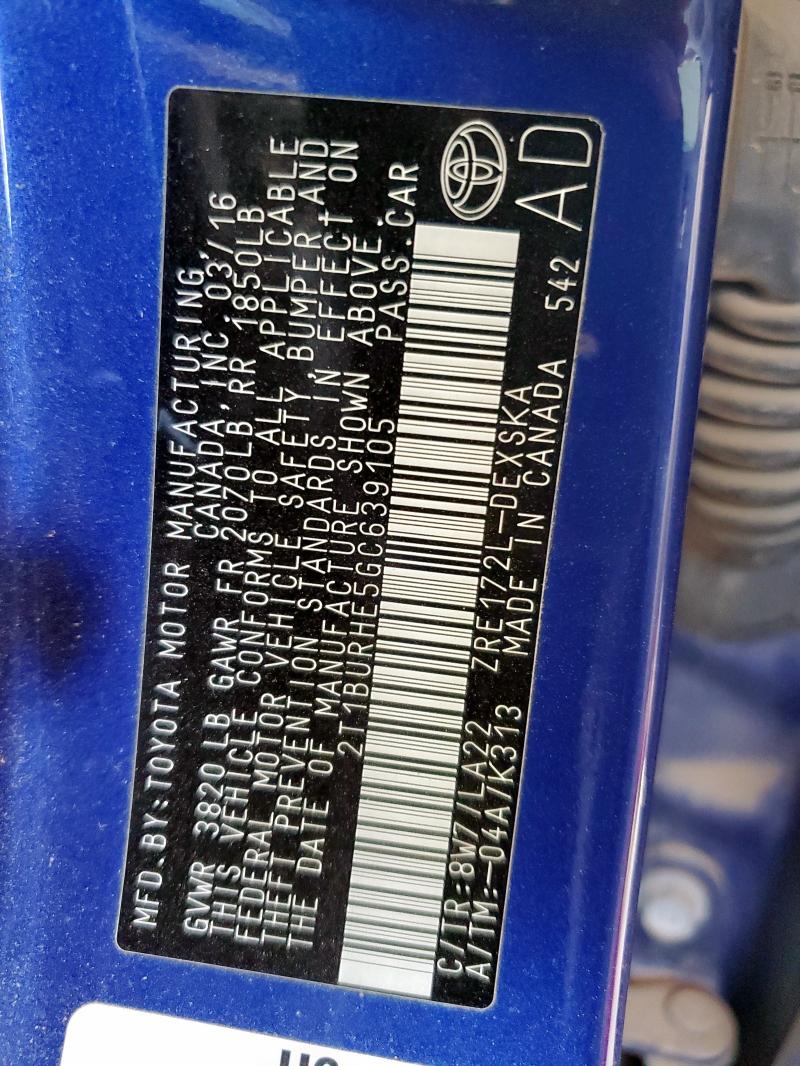 MFD. BY: TOYOTA MOTOR MANUFACTURING,
CANADA, INC. 03/16
GVWR 3820 LB GAWR FR 2070LB RR 1850LB
THIS VEHICLE CONFORMS TO ALL APPLICABLE
FEDERAL MOTOR VEHICLE SAFETY, BUMPER AND
THEFT PREVENTION STANDARDS IN EFFECT ON
THE DATE OF MANUFACTURE SHOWN ABOVE.
2T1BURHE5GC639105 PASS.CAR
C/TR:8W7/LA22 ZRE172L-DEXSKA
A/TM:-04A/K313 MADE IN CANADA 542
AD